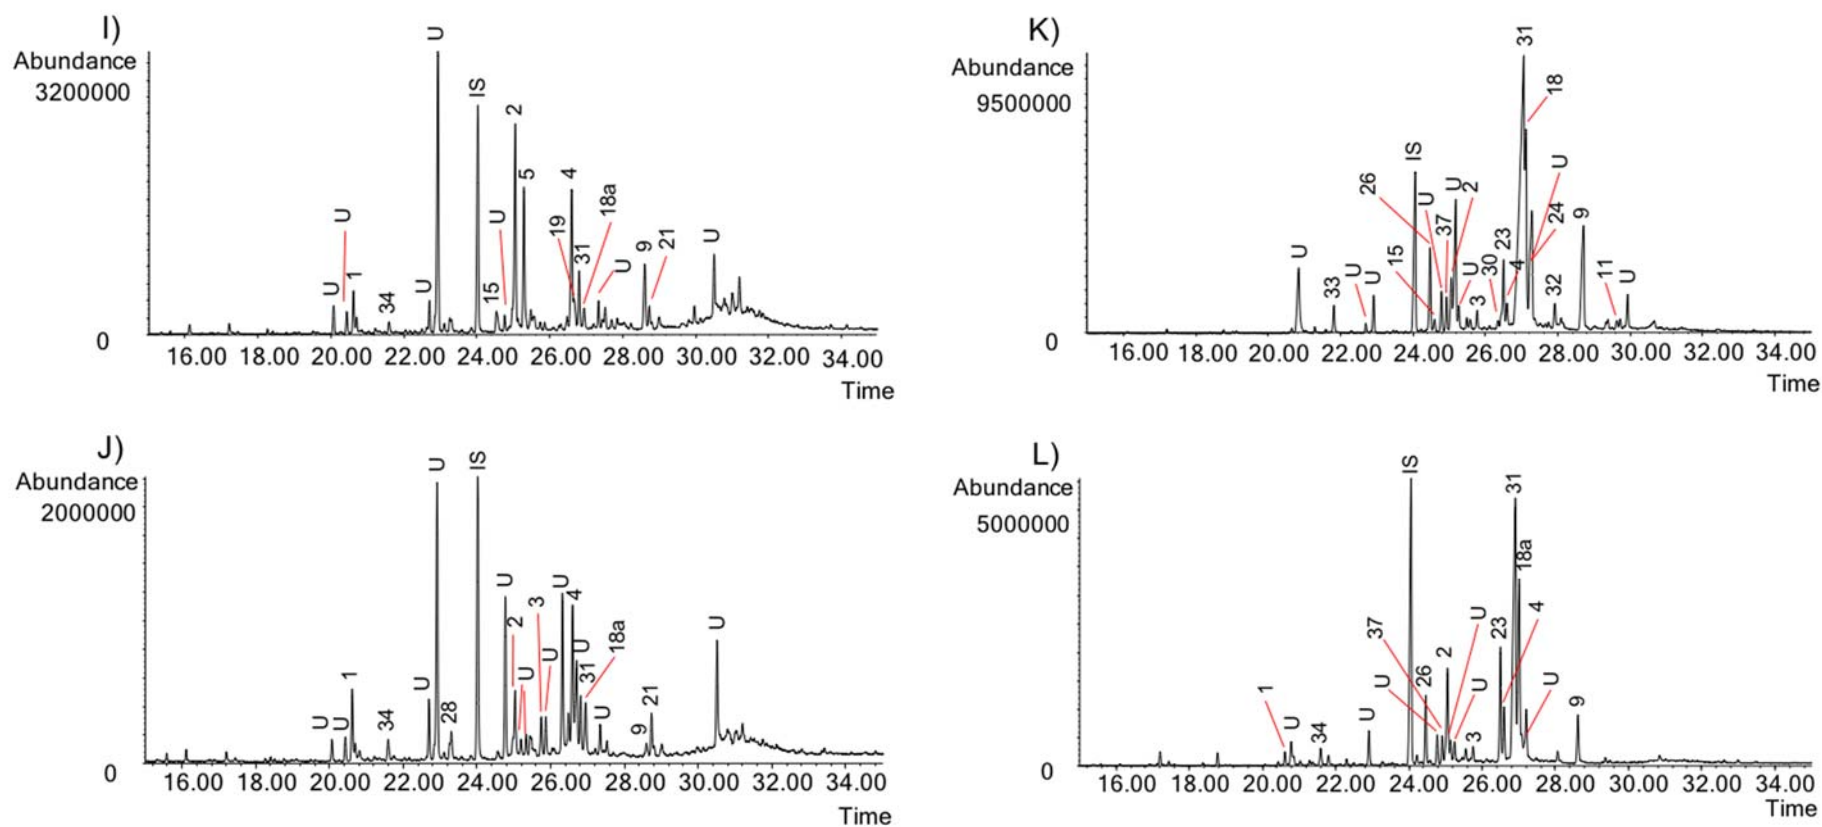 I)
Abundance
3200000
0
U
U
1
34
U
U
IS
U
15
2
5
19
4
31
18a
U
9
21
U
16.00 18.00 20.00 22.00 24.00 26.00 28.00 30.00 32.00 34.00
Time
K)
Abundance
9500000
0
U
33
U
U
IS
26
15
U
37
U
2
U
3
30
23
4
31
18
U
24
32
9
11
U
16.00 18.00 20.00 22.00 24.00 26.00 28.00 30.00 32.00 34.00
Time
J)
Abundance
2000000
0
U
U
1
34
U
U
28
IS
U
2
U
3
U
U
4
U
31
18a
U
9
21
U
16.00 18.00 20.00 22.00 24.00 26.00 28.00 30.00 32.00 34.00
Time
L)
Abundance
5000000
0
1
U
34
U
IS
U
37
26
2
U
U
3
23
4
31
18a
U
9
16.00 18.00 20.00 22.00 24.00 26.00 28.00 30.00 32.00 34.00
Time